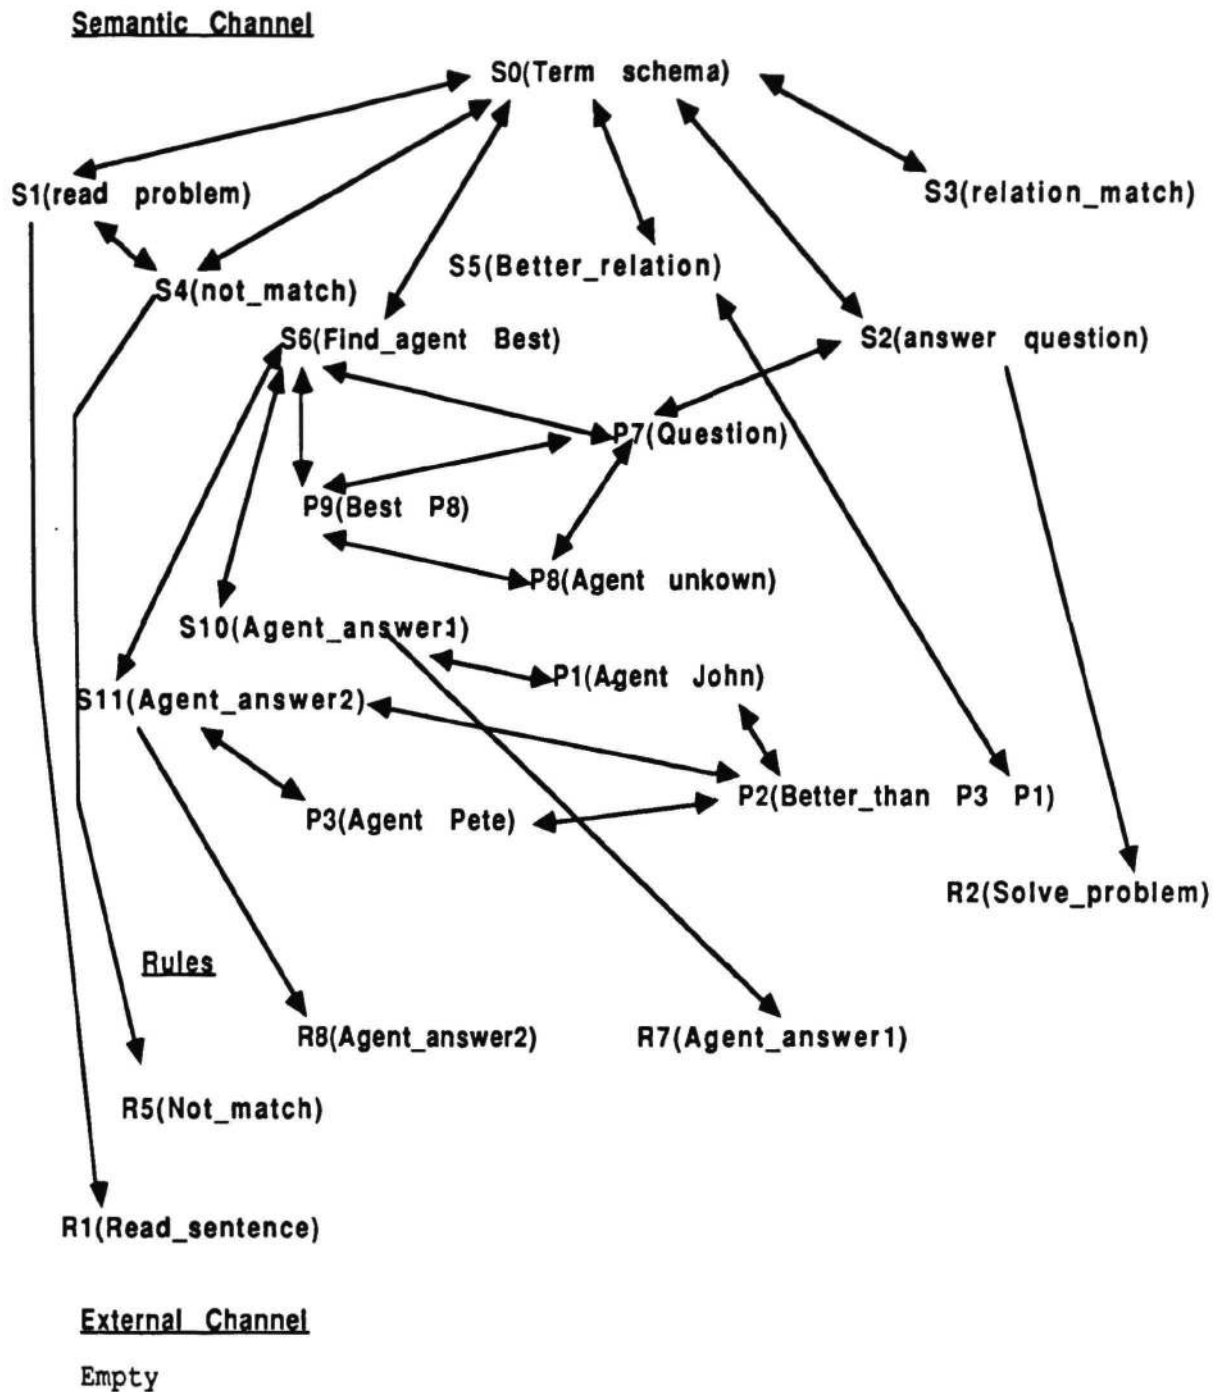 Semantic Channel
S0(Term schema)
S1(read problem)
S3(relation_match)
S5(Better_relation)
S4(not_match)
S6(Find_agent Best)
S2(answer question)
P7(Question)
P9(Best P8)
P8(Agent unkown)
S10(Agent_answer1)
P1(Agent John)
S11(Agent_answer2)
P2(Better_than P3 P1)
P3(Agent Pete)
R2(Solve_problem)
Rules
R8(Agent_answer2)
R7(Agent_answer1)
R5(Not_match)
R1(Read_sentence)
External Channel
Empty